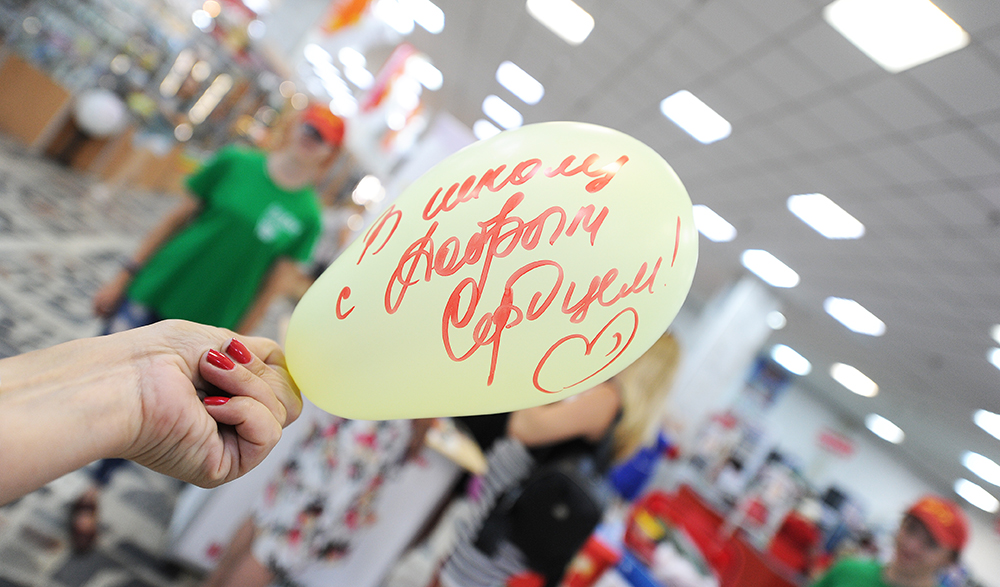 В школу
с Добрым
Сердцем!